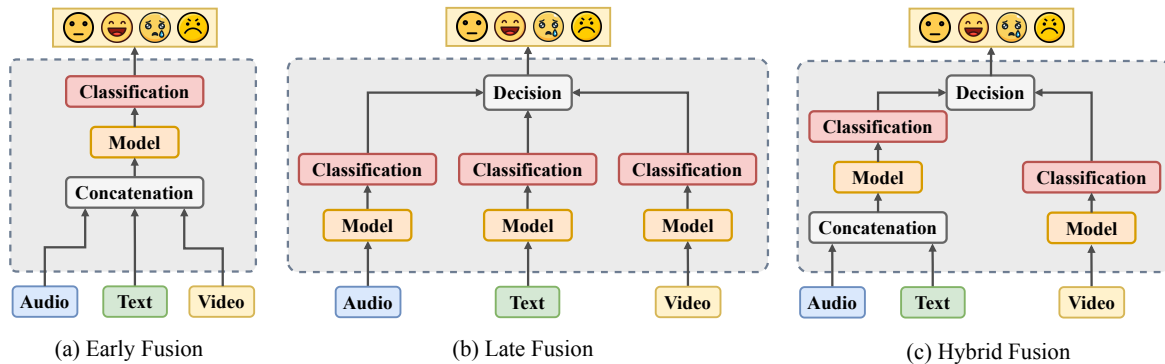 Classification
Model
Concatenation
Audio
Text
Video
(a) Early Fusion
Decision
Classification
Classification
Classification
Model
Model
Model
Audio
Text
Video
(b) Late Fusion
Decision
Classification
Model
Classification
Concatenation
Model
Audio
Text
Video
(c) Hybrid Fusion